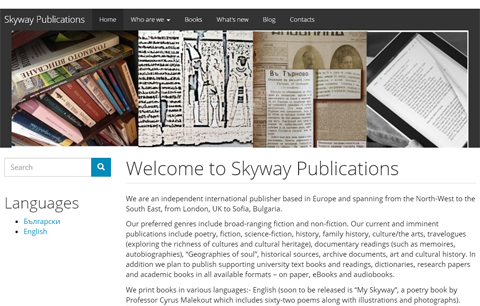 Skyway Publications Home Who are we Books What's new Blog Contacts
Въ Търново.
Search
Languages
Български
English
Welcome to Skyway Publications
We are an independent international publisher based in Europe and spanning from the North-West to the
South East, from London, UK to Sofia, Bulgaria.
Our preferred genres include broad-ranging fiction and non-fiction. Our current and imminent
publications include poetry, fiction, science-fiction, history, family history, culture/the arts, travelogues
(exploring the richness of cultures and cultural heritage), documentary readings (such as memoires,
autobiographies), "Geographies of soul", historical sources, archive documents, art and cultural history. In
addition we plan to publish supporting university text books and readings, dictionaries, research papers
and academic books in all available formats – on paper, eBooks and audiobooks.
We print books in various languages:- English (soon to be released is "My Skyway", a poetry book by
Professor Cyrus Malekout which includes sixty-two poems along with illustrations and photographs).